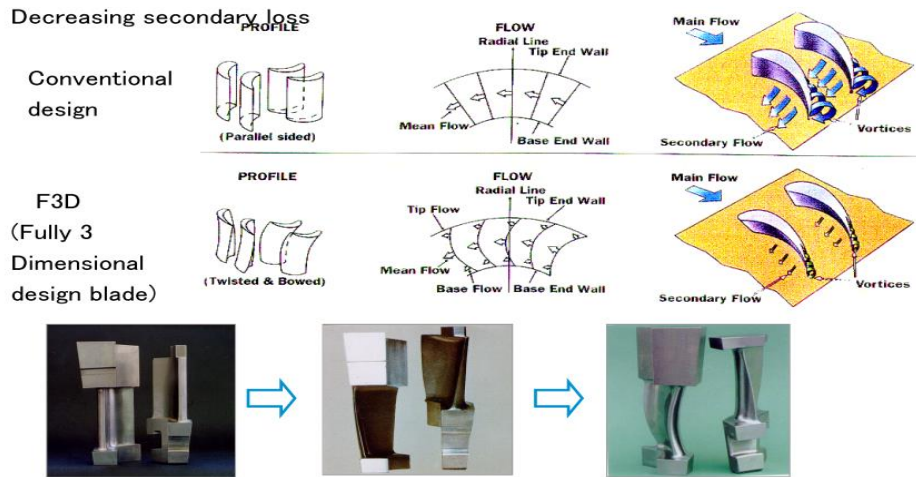 Decreasing secondary loss
PROFILE
FLOW
Radial Line
Tip End Wall
Main Flow
Conventional
design
(Parallel sided)
Mean Flow
Base End Wall
Secondary Flow
Vortices
F3D
(Fully 3
Dimensional
design blade)
PROFILE
FLOW
Radial Line
Tip Flow
Tip End Wall
Main Flow
Mean Flow
(Twisted & Bowed)
Base Flow
Base End Wall
Secondary Flow
Vortices